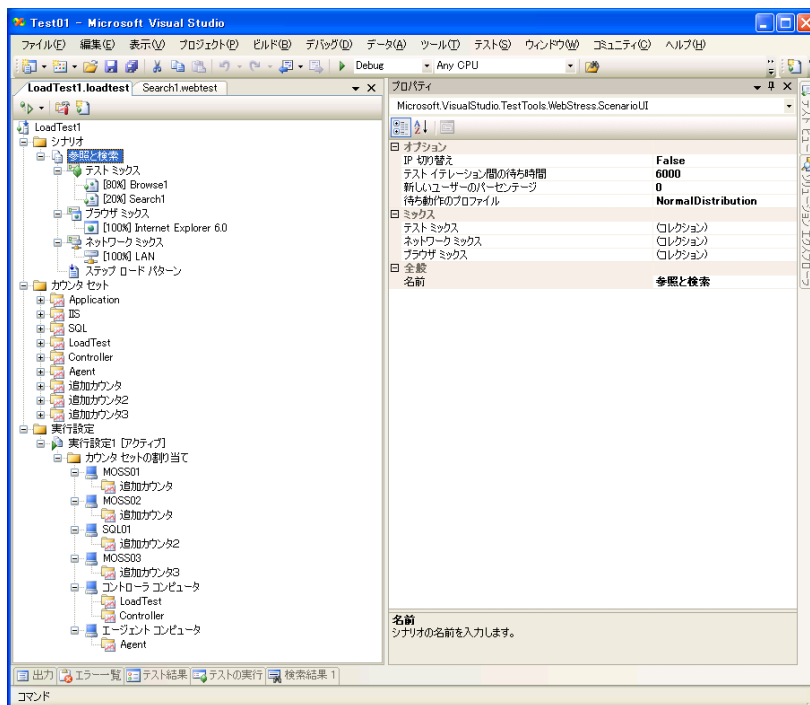 Test01 - Microsoft Visual Studio
ファイル(F) 編集(E) 表示(V) プロジェクト(P) ビルド(B) デバッグ(D) データ(A) ツール(T) テスト(S) ウィンドウ(W) コミュニティ(C) ヘルプ(H)
Debug Any CPU
LoadTest1.loadtest Search1.webtest
LoadTest1
シナリオ
参照と検索
テスト ミックス
[80%] Browse1
[20%] Search1
ブラウザ ミックス
[100%] Internet Explorer 6.0
ネットワーク ミックス
[100%] LAN
ステップ ロード パターン
カウンタ セット
Application
IIS
SQL
LoadTest
Controller
Agent
追加カウンタ
追加カウンタ2
追加カウンタ3
実行設定
実行設定1 [アクティブ]
カウンタ セットの割り当て
MOSS01
追加カウンタ
MOSS02
追加カウンタ
SQL01
追加カウンタ2
MOSS03
追加カウンタ3
コントローラ コンピュータ
LoadTest
Controller
エージェント コンピュータ
Agent
プロパティ
Microsoft.VisualStudio.TestTools.WebStress.ScenarioUI
オプション
IP 切り替え False
テスト イテレーション間の待ち時間 6000
新しいユーザーのパーセンテージ 0
待ち動作のプロファイル NormalDistribution
ミックス
テスト ミックス (コレクション)
ネットワーク ミックス (コレクション)
ブラウザ ミックス (コレクション)
全般
名前 参照と検索
名前
シナリオの名前を入力します。
出力 エラー一覧 テスト結果 テストの実行 検索結果 1
コマンド